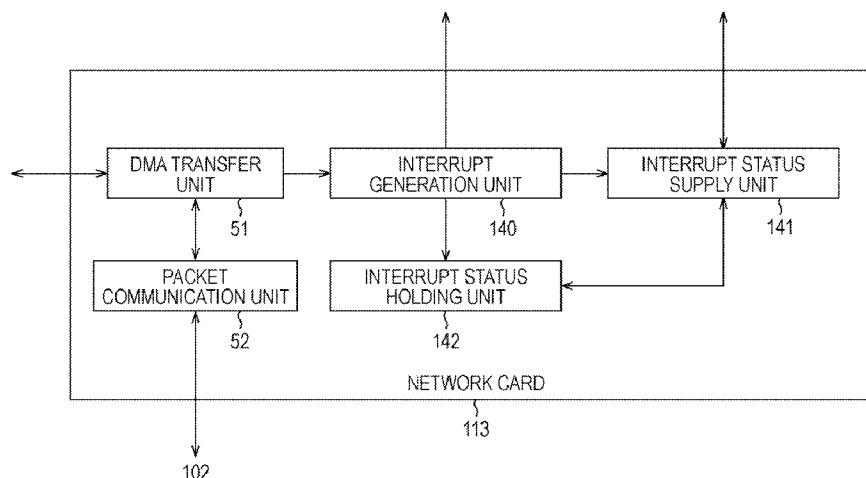 DMA TRANSFER
UNIT
51
INTERRUPT
GENERATION UNIT
140
INTERRUPT STATUS
SUPPLY UNIT
141
PACKET
COMMUNICATION UNIT
52
INTERRUPT STATUS
HOLDING UNIT
142
NETWORK CARD
113
102